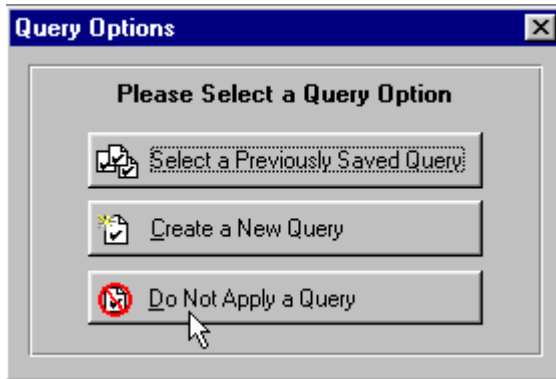 Query Options
Please Select a Query Option
Select a Previously Saved Query
Create a New Query
Do Not Apply a Query